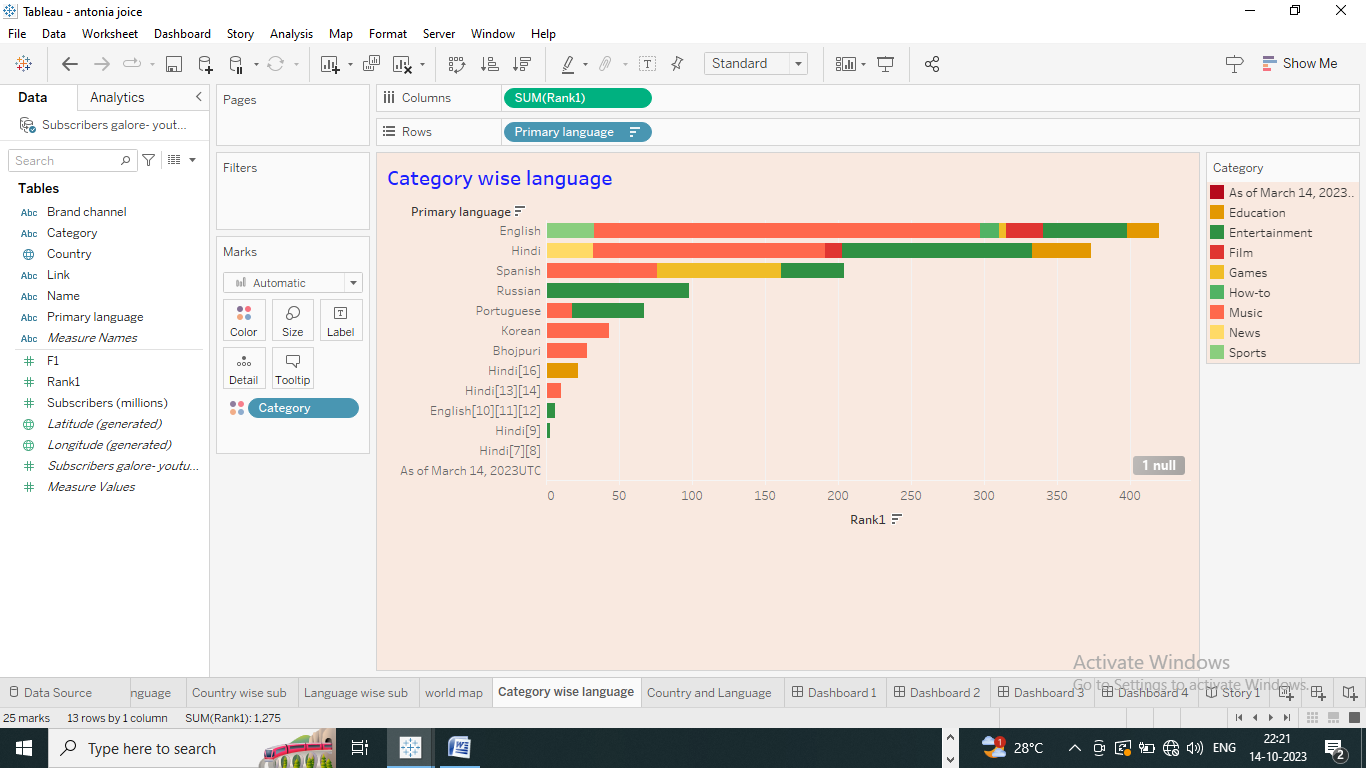 Tableau - antonia joice
File Data Worksheet Dashboard Story Analysis Map Format Server Window Help
Standard
Show Me
Data Analytics
Subscribers galore- yout...
Search
Tables
Abc Brand channel
Abc Category
Country
Abc Link
Abc Name
Abc Primary language
Abc Measure Names
# F1
# Rank1
# Subscribers (millions)
Latitude (generated)
Longitude (generated)
# Subscribers galore- youtu...
# Measure Values
Pages
Filters
Marks
Automatic
Color Size Label
Detail Tooltip
Category
Columns SUM(Rank1)
Rows Primary language
Category wise language
Primary language
English
Hindi
Spanish
Russian
Portuguese
Korean
Bhojpuri
Hindi[16]
Hindi[13][14]
English[10][11][12]
Hindi[9]
Hindi[7][8]
As of March 14, 2023UTC
1 null
0 50 100 150 200 250 300 350 400
Rank1
Category
As of March 14, 2023..
Education
Entertainment
Film
Games
How-to
Music
News
Sports
Activate Windows
Go to Settings to activate Windows.
Data Source nguage Country wise sub Language wise sub world map Category wise language Country and Language Dashboard 1 Dashboard 2 Dashboard 3 Dashboard 4 Story 1
25 marks 13 rows by 1 column SUM(Rank1): 1,275
Type here to search
1 28°C ENG 22:21
14-10-2023 2